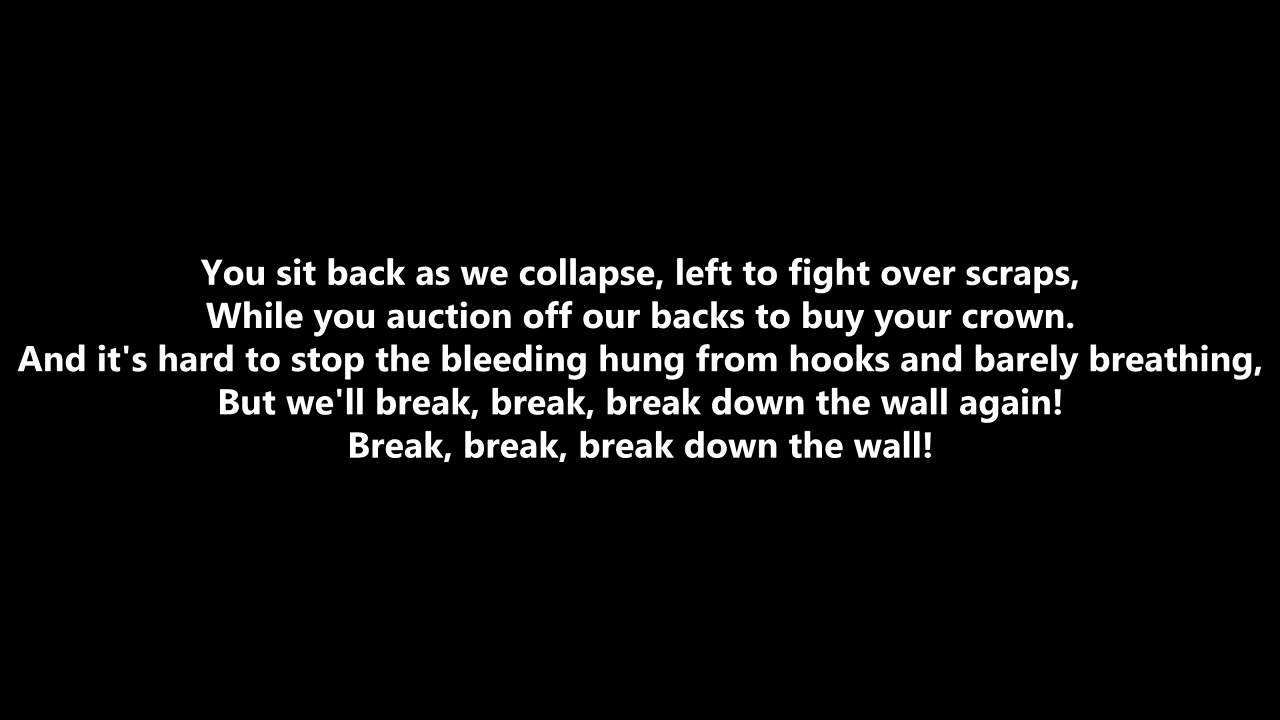 You sit back as we collapse, left to fight over scraps,
While you auction off our backs to buy your crown.
And it's hard to stop the bleeding hung from hooks and barely breathing,
But we'll break, break, break down the wall again!
Break, break, break down the wall!